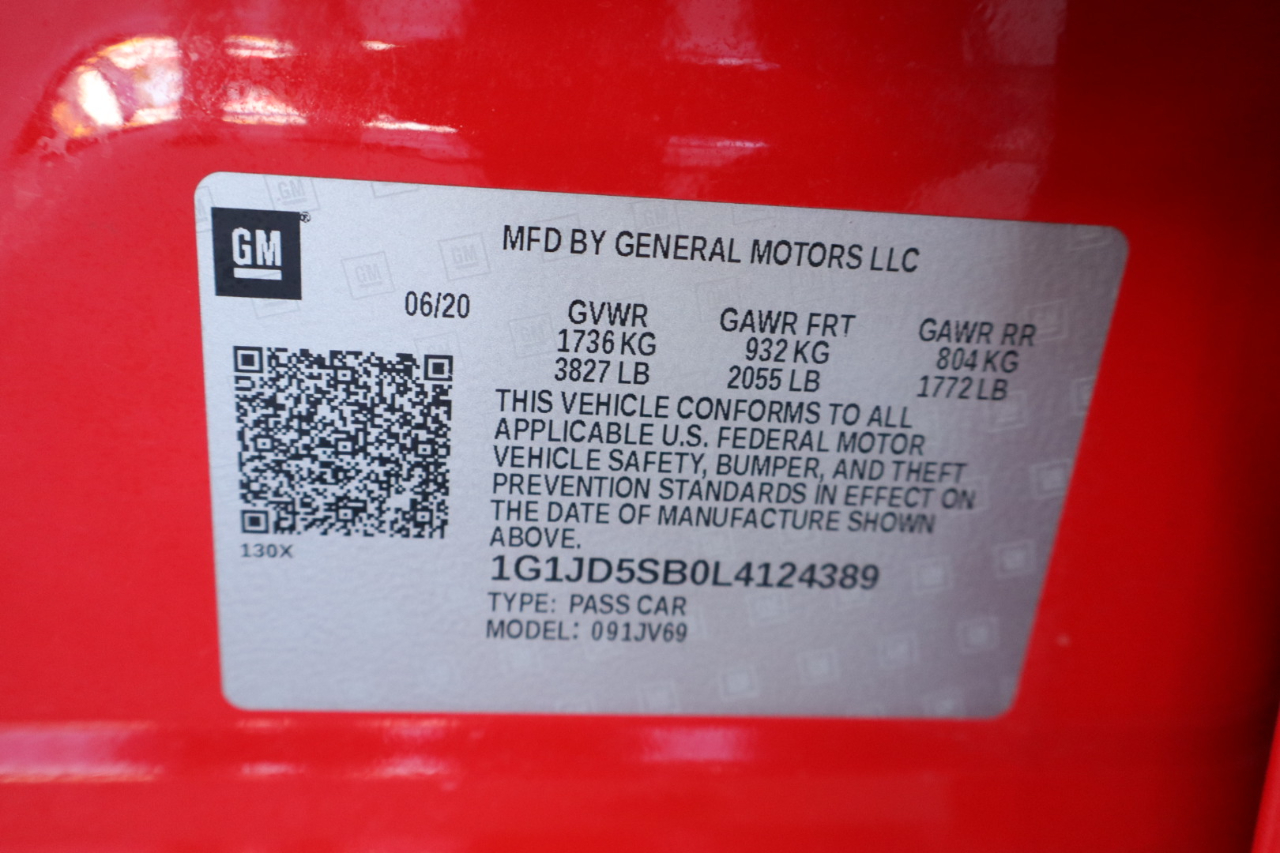 GM
MFD BY GENERAL MOTORS LLC
06/20 GVWR GAWR FRT GAWR RR
1736 KG 932 KG 804 KG
3827 LB 2055 LB 1772 LB
THIS VEHICLE CONFORMS TO ALL
APPLICABLE U.S. FEDERAL MOTOR
VEHICLE SAFETY, BUMPER, AND THEFT
PREVENTION STANDARDS IN EFFECT ON
THE DATE OF MANUFACTURE SHOWN
ABOVE.
130X
1G1JD5SB0L4124389
TYPE: PASS CAR
MODEL: 091JV69